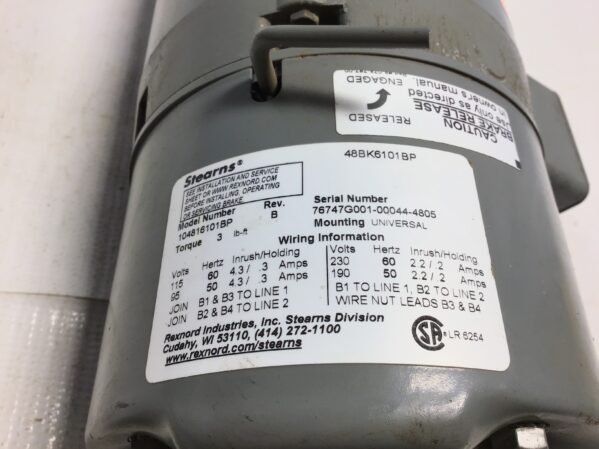 ENGAGED
RELEASED
CAUTION
BRAKE RELEASE
Use only as directed
in owner's manual.
48BK6101BP
Stearns®
SEE INSTALLATION AND SERVICE
SHEET OR WWW.REXNORD.COM
BEFORE INSTALLING, OPERATING
OR SERVICING BRAKE.
Model Number Rev. Serial Number
104816101BP B 76747G001-00044-4805
Torque 3 lb-ft Mounting UNIVERSAL
Wiring Information
Volts Hertz Inrush/Holding
115 60 4.3 / .3 Amps
95 50 4.3 / .3 Amps
JOIN B1 & B3 TO LINE 1
JOIN B2 & B4 TO LINE 2
Volts Hertz Inrush/Holding
230 60 2.2 / .2 Amps
190 50 2.2 / .2 Amps
B1 TO LINE 1, B2 TO LINE 2
WIRE NUT LEADS B3 & B4
Rexnord Industries, Inc. Stearns Division
Cudahy, WI 53110, (414) 272-1100
www.rexnord.com/stearns
SA ® LR 6254